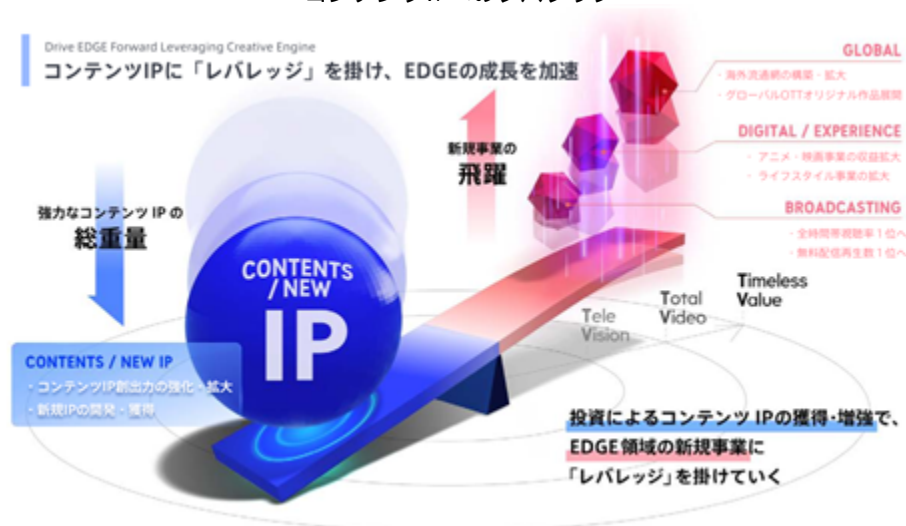 Drive EDGE Forward Leveraging Creative Engine
コンテンツIPに「レバレッジ」を掛け、EDGEの成長を加速
強力なコンテンツ IP の
総重量
新規事業の
飛躍
GLOBAL
・海外流通網の構築・拡大
・グローバルOTTオリジナル作品展開
DIGITAL / EXPERIENCE
・アニメ・映画事業の収益拡大
・ライフスタイル事業の拡大
BROADCASTING
・全時間帯視聴率1位へ
・無料配信再生数1位へ
CONTENTS
/ NEW
IP
Tele
Vision
Total
Video
Timeless
Value
CONTENTS / NEW IP
・コンテンツIP創出力の強化・拡大
・新規IPの開発・獲得
投資によるコンテンツ IPの獲得・増強で、
EDGE 領域の新規事業に
「レバレッジ」を掛けていく